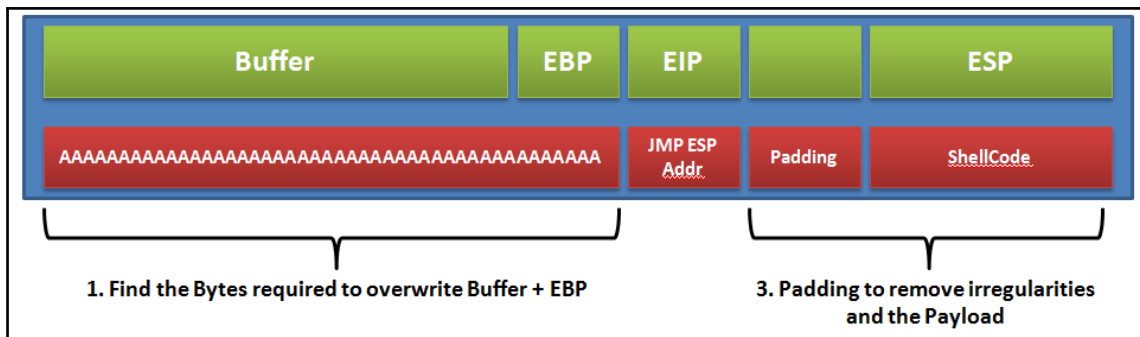 Buffer EBP EIP ESP
AAAAAAAAAAAAAAAAAAAAAAAAAAAAAAAAAAAAAAAAAAAAAA JMP ESP Addr Padding ShellCode
1. Find the Bytes required to overwrite Buffer + EBP
3. Padding to remove irregularities
and the Payload